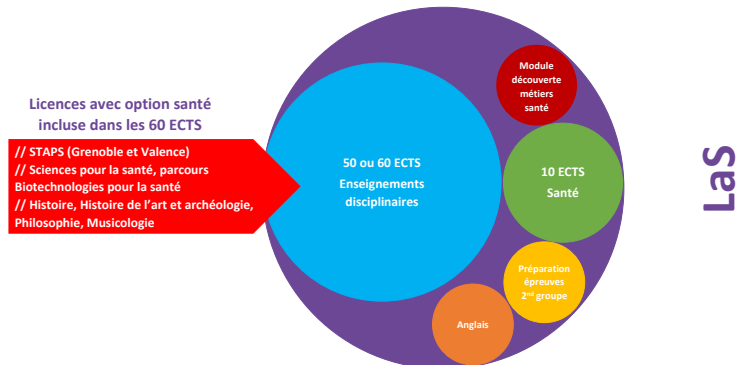 Licences avec option santé
incluse dans les 60 ECTS
// STAPS (Grenoble et Valence)
// Sciences pour la santé, parcours
Biotechnologies pour la santé
// Histoire, Histoire de l'art et archéologie,
Philosophie, Musicologie
50 ou 60 ECTS
Enseignements
disciplinaires
Module
découverte
métiers
santé
10 ECTS
Santé
Préparation
épreuves
2nd groupe
Anglais
LaS